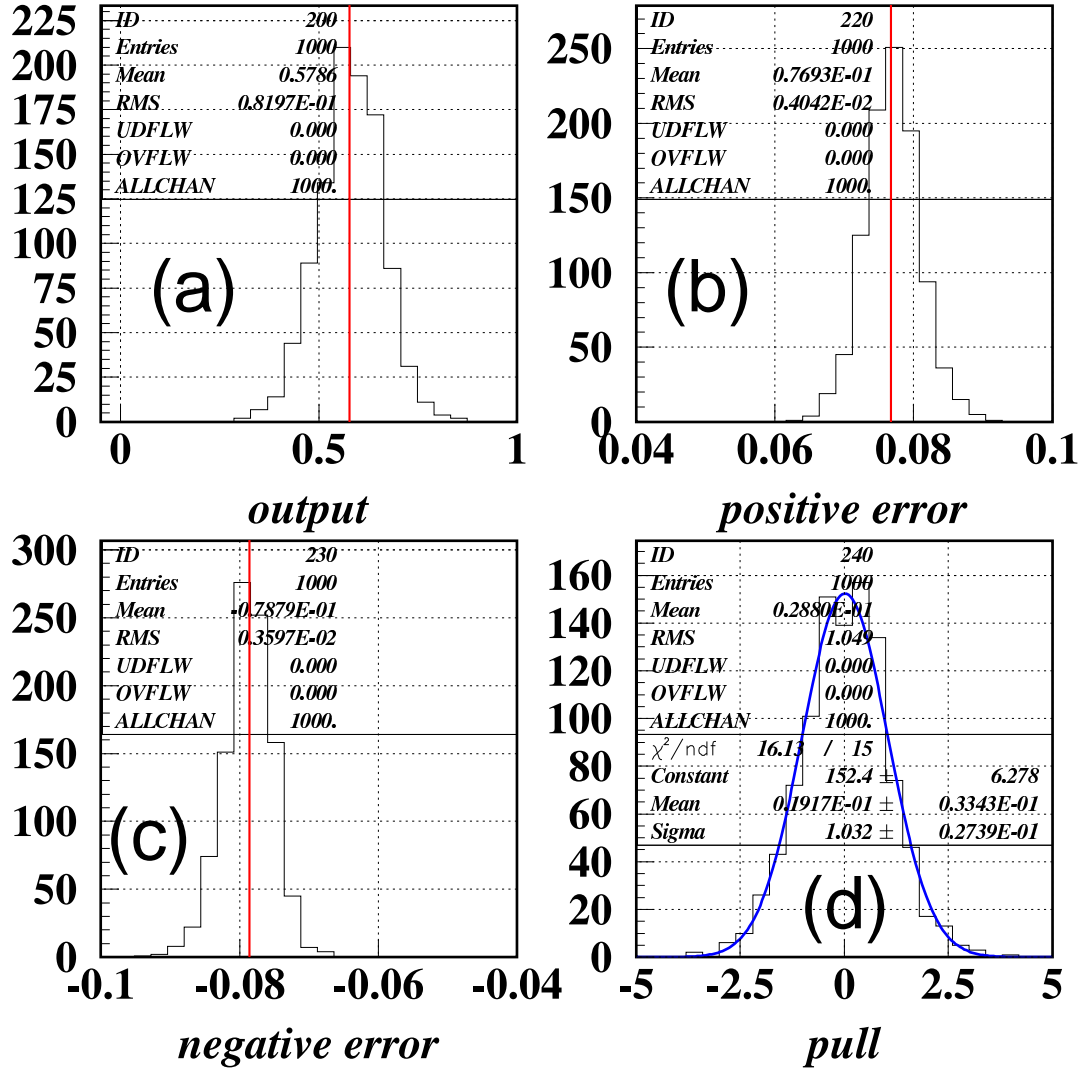 ID 200
Entries 1000
Mean 0.5786
RMS 0.8197E-01
UDFLW 0.000
OVFLW 0.000
ALLCHAN 1000.
225
200
175
150
125
100
75
50
25
0
(a)
0 0.5 1
output
ID 220
Entries 1000
Mean 0.7693E-01
RMS 0.4042E-02
UDFLW 0.000
OVFLW 0.000
ALLCHAN 1000.
250
200
150
100
50
0
(b)
0.04 0.06 0.08 0.1
positive error
ID 230
Entries 1000
Mean -0.7879E-01
RMS 0.3597E-02
UDFLW 0.000
OVFLW 0.000
ALLCHAN 1000.
300
250
200
150
100
50
0
(c)
-0.1 -0.08 -0.06 -0.04
negative error
ID 240
Entries 1000
Mean 0.2880E-01
RMS 1.049
UDFLW 0.000
OVFLW 0.000
ALLCHAN 1000.
χ²/ndf 16.13 / 15
Constant 152.4 ± 6.278
Mean 0.1917E-01 ± 0.3343E-01
Sigma 1.032 ± 0.2739E-01
160
140
120
100
80
60
40
20
0
(d)
-5 -2.5 0 2.5 5
pull